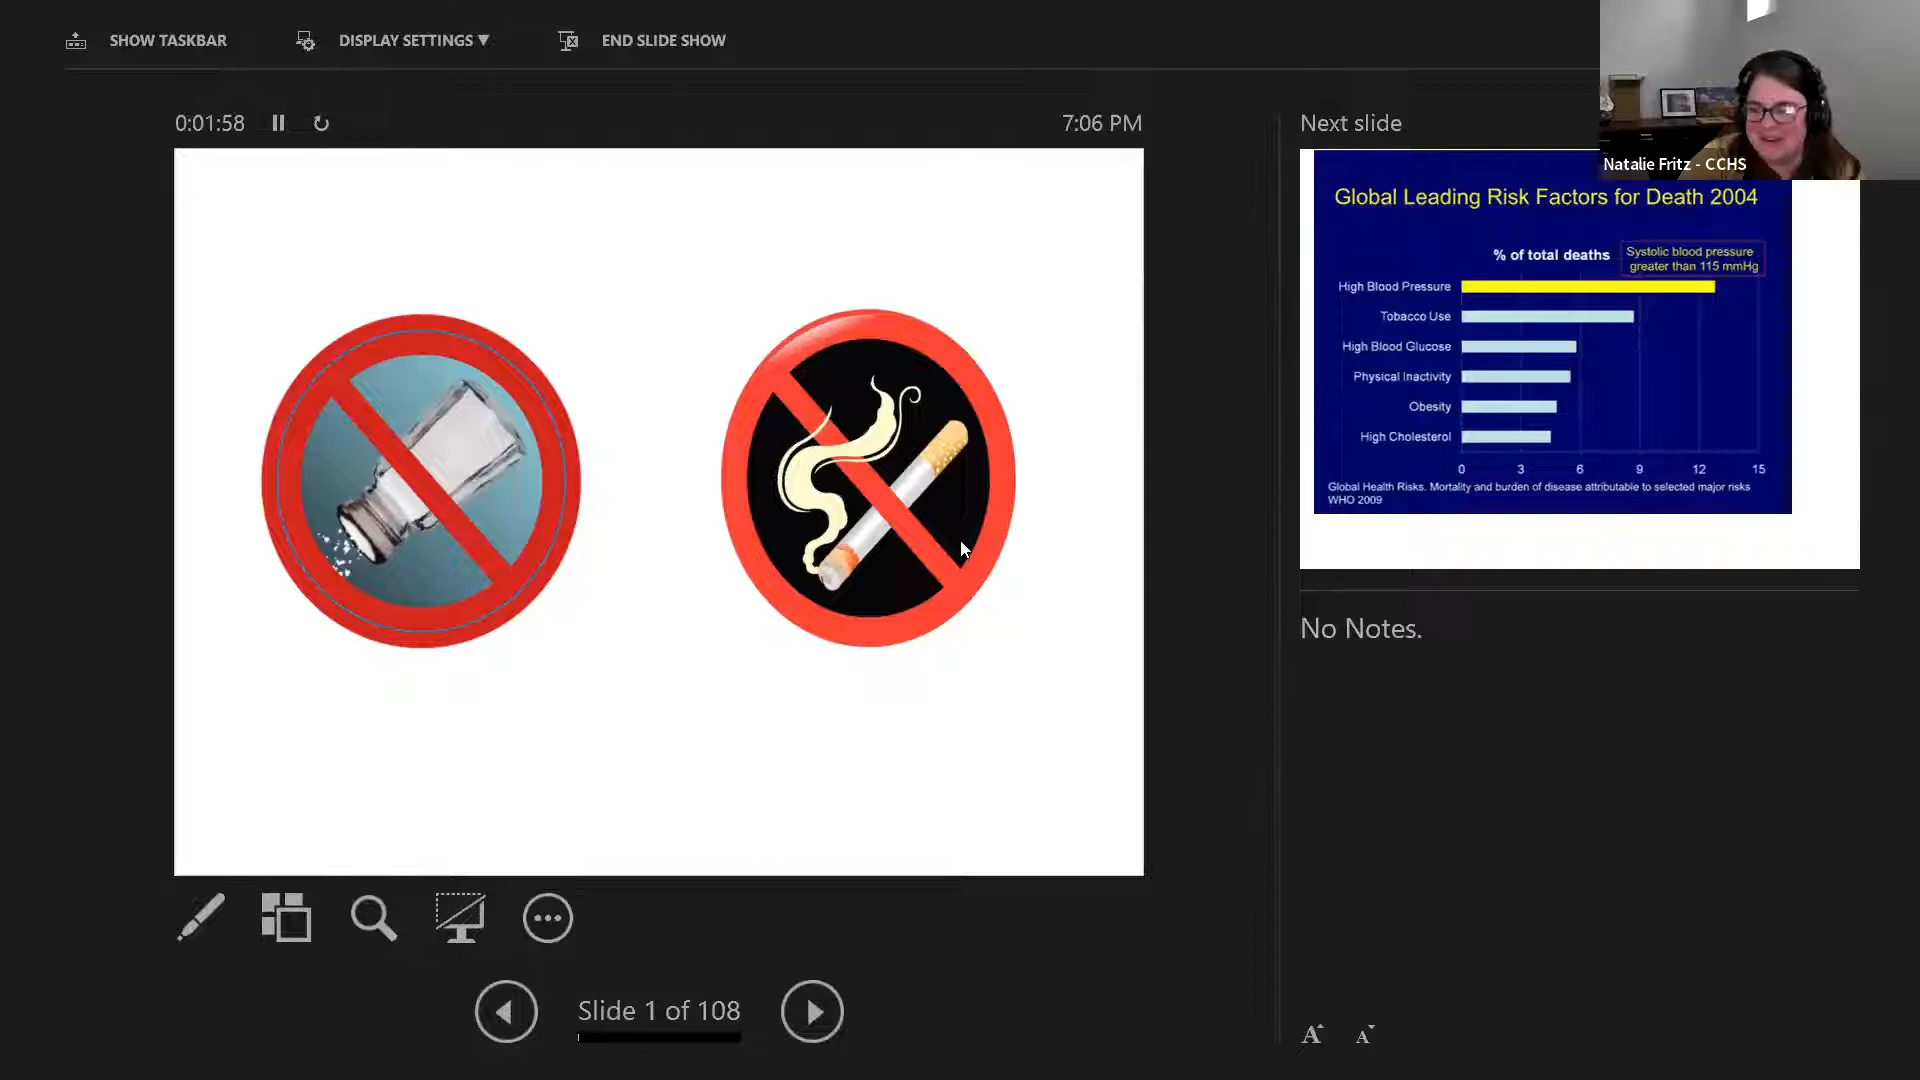 SHOW TASKBAR
DISPLAY SETTINGS ▼
END SLIDE SHOW
0:01:58
7:06 PM
Next slide
Natalie Fritz - CCHS
Global Leading Risk Factors for Death 2004
% of total deaths
Systolic blood pressure
greater than 115 mmHg
High Blood Pressure
Tobacco Use
High Blood Glucose
Physical Inactivity
Obesity
High Cholesterol
0 3 6 9 12 15
Global Health Risks. Mortality and burden of disease attributable to selected major risks
WHO 2009
No Notes.
Slide 1 of 108
A A